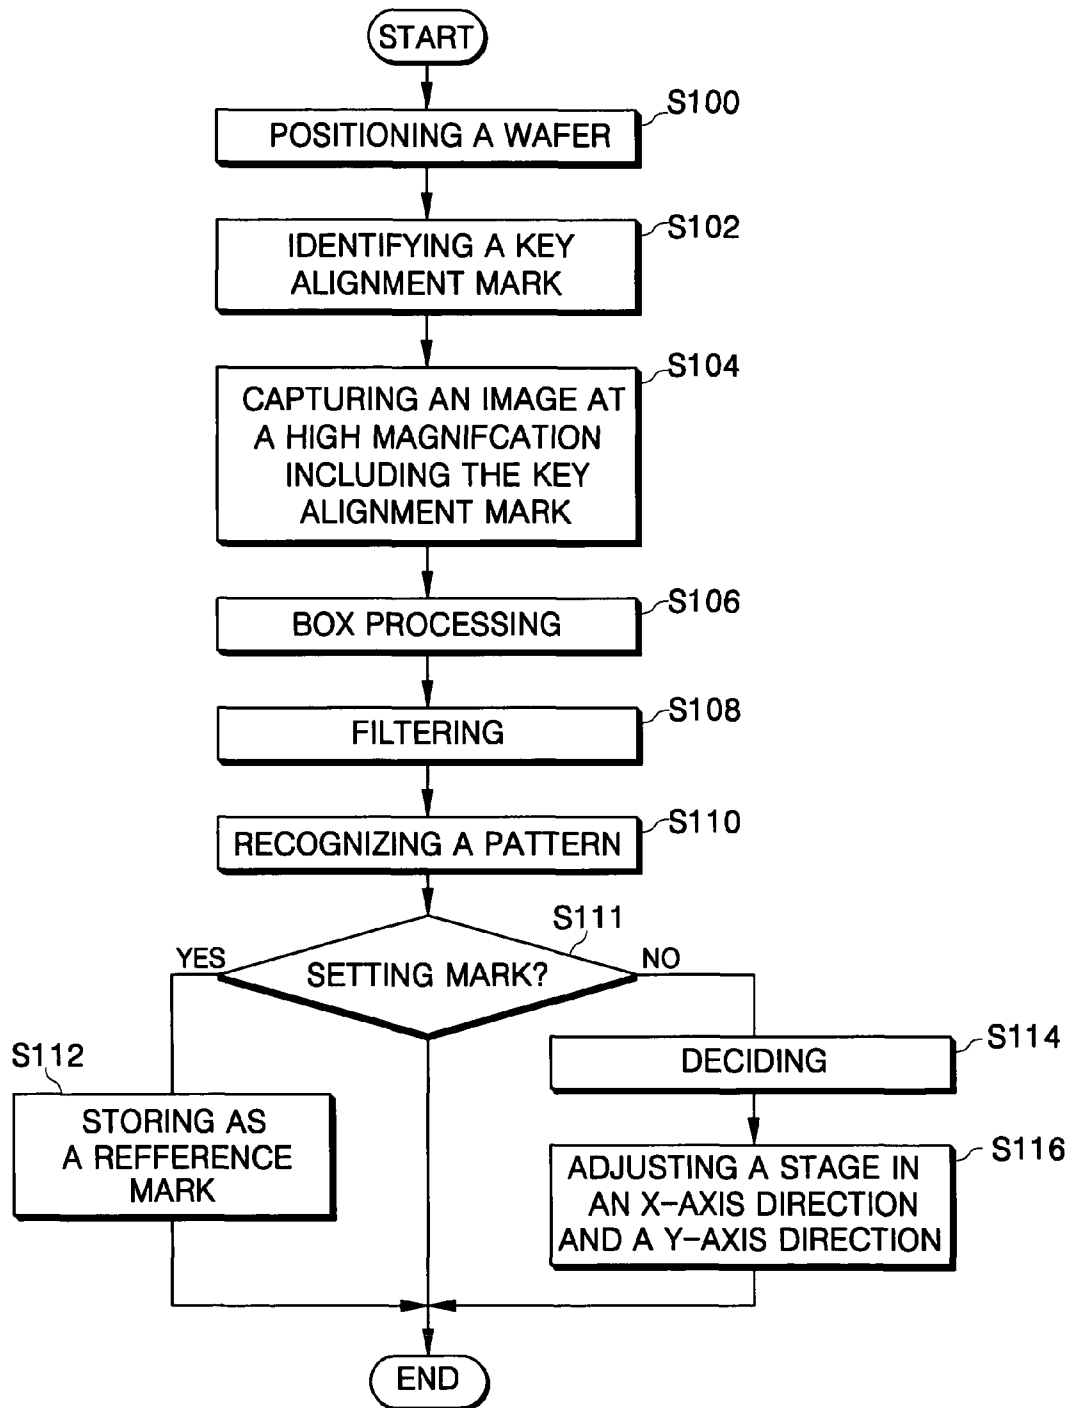 START
S100
POSITIONING A WAFER
S102
IDENTIFYING A KEY
ALIGNMENT MARK
S104
CAPTURING AN IMAGE AT
A HIGH MAGNIFCATION
INCLUDING THE KEY
ALIGNMENT MARK
S106
BOX PROCESSING
S108
FILTERING
S110
RECOGNIZING A PATTERN
S111
YES
SETTING MARK?
NO
S112
STORING AS
A REFFERENCE
MARK
S114
DECIDING
S116
ADJUSTING A STAGE IN
AN X-AXIS DIRECTION
AND A Y-AXIS DIRECTION
END